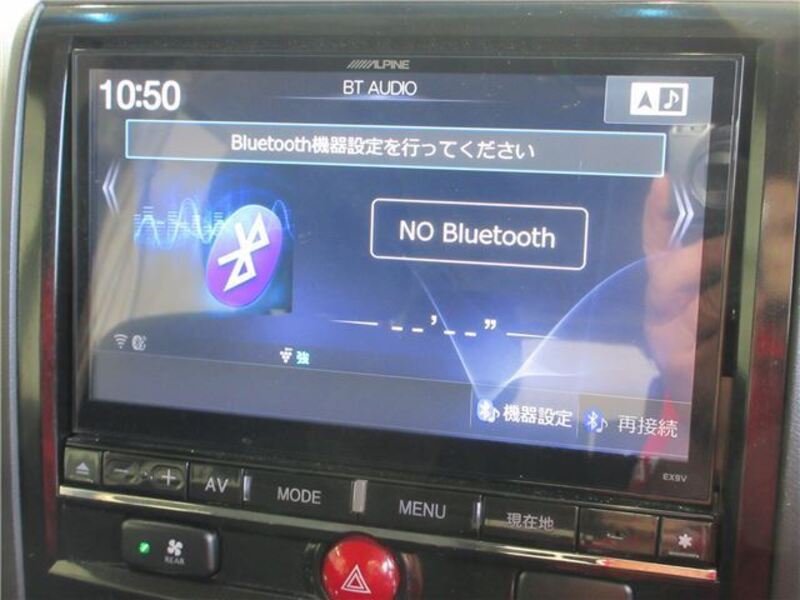 ALPINE
10:50
BT AUDIO
Bluetooth機器設定を行ってください
NO Bluetooth
_ _ ' _ _ "
強
機器設定
再接続
EX9V
AV
MODE
MENU
現在地
REAR